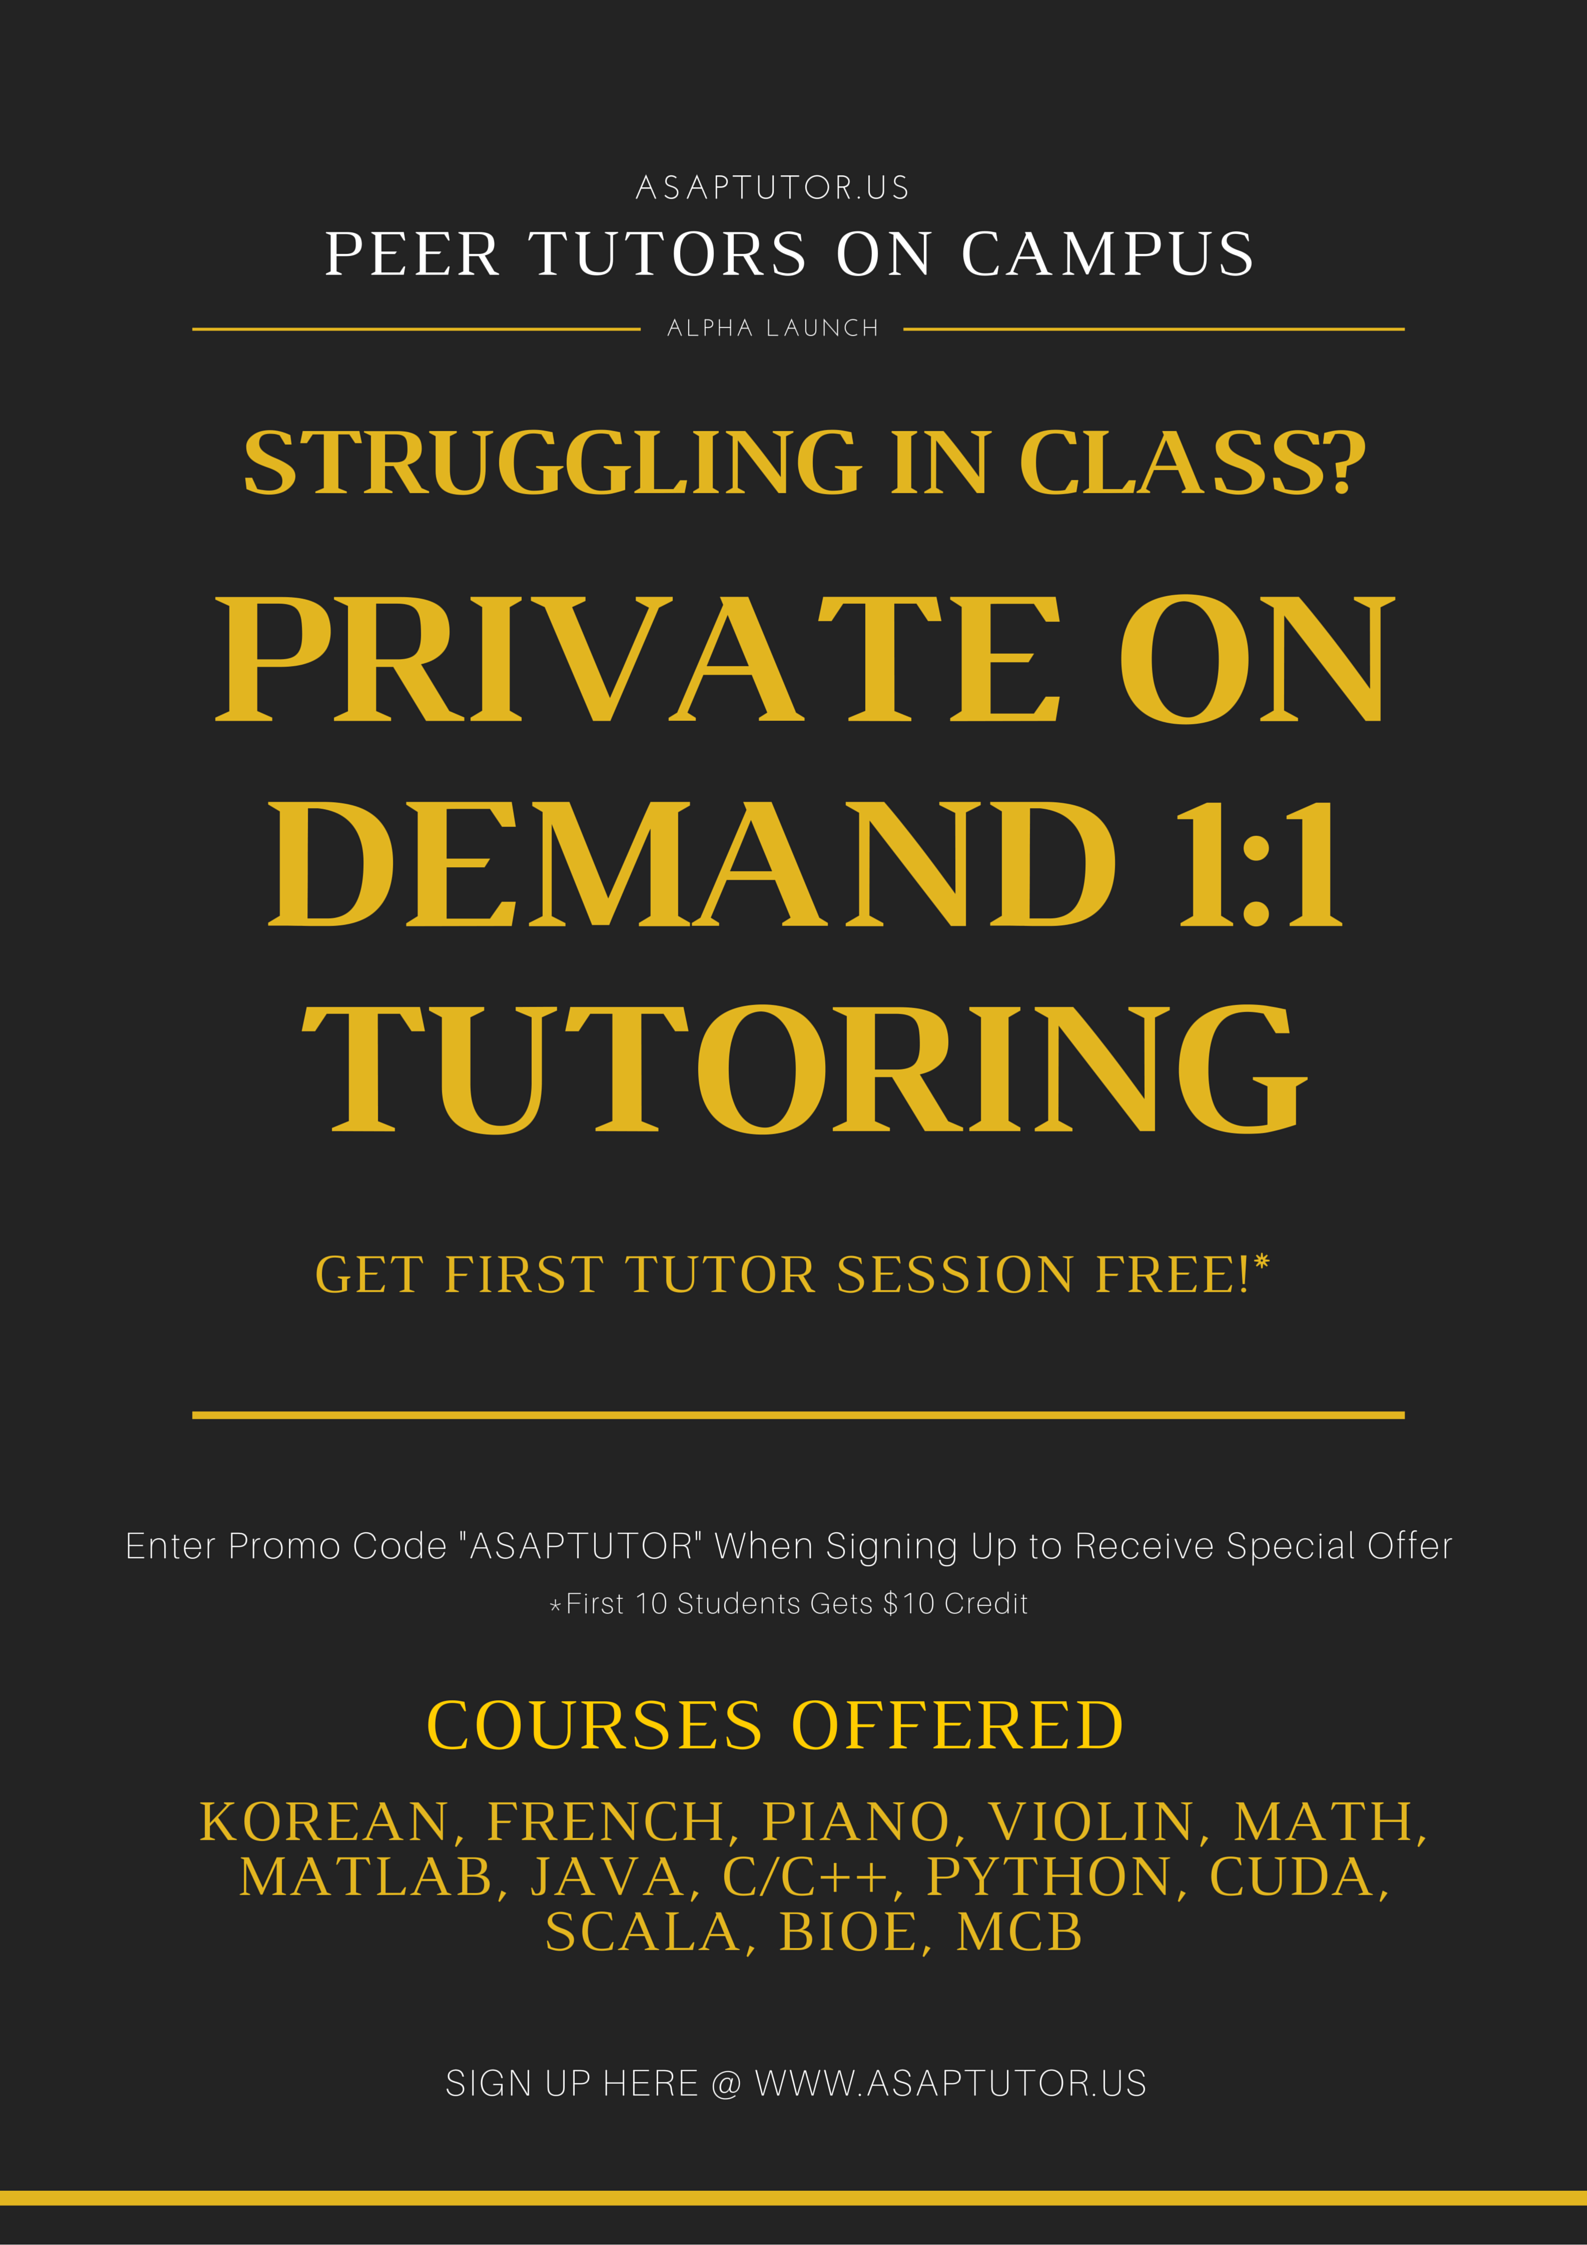 ASAPTUTOR.US
PEER TUTORS ON CAMPUS
ALPHA LAUNCH
STRUGGLING IN CLASS?
PRIVATE ON
DEMAND 1:1
TUTORING
GET FIRST TUTOR SESSION FREE!*
Enter Promo Code "ASAPTUTOR" When Signing Up to Receive Special Offer
*First 10 Students Gets $10 Credit
COURSES OFFERED
KOREAN, FRENCH, PIANO, VIOLIN, MATH,
MATLAB, JAVA, C/C++, PYTHON, CUDA,
SCALA, BIOE, MCB
SIGN UP HERE @ WWW.ASAPTUTOR.US